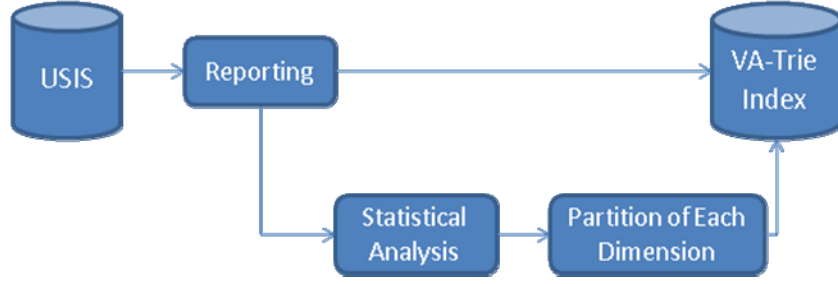 USIS
Reporting
VA-Trie
Index
Statistical
Analysis
Partition of Each
Dimension